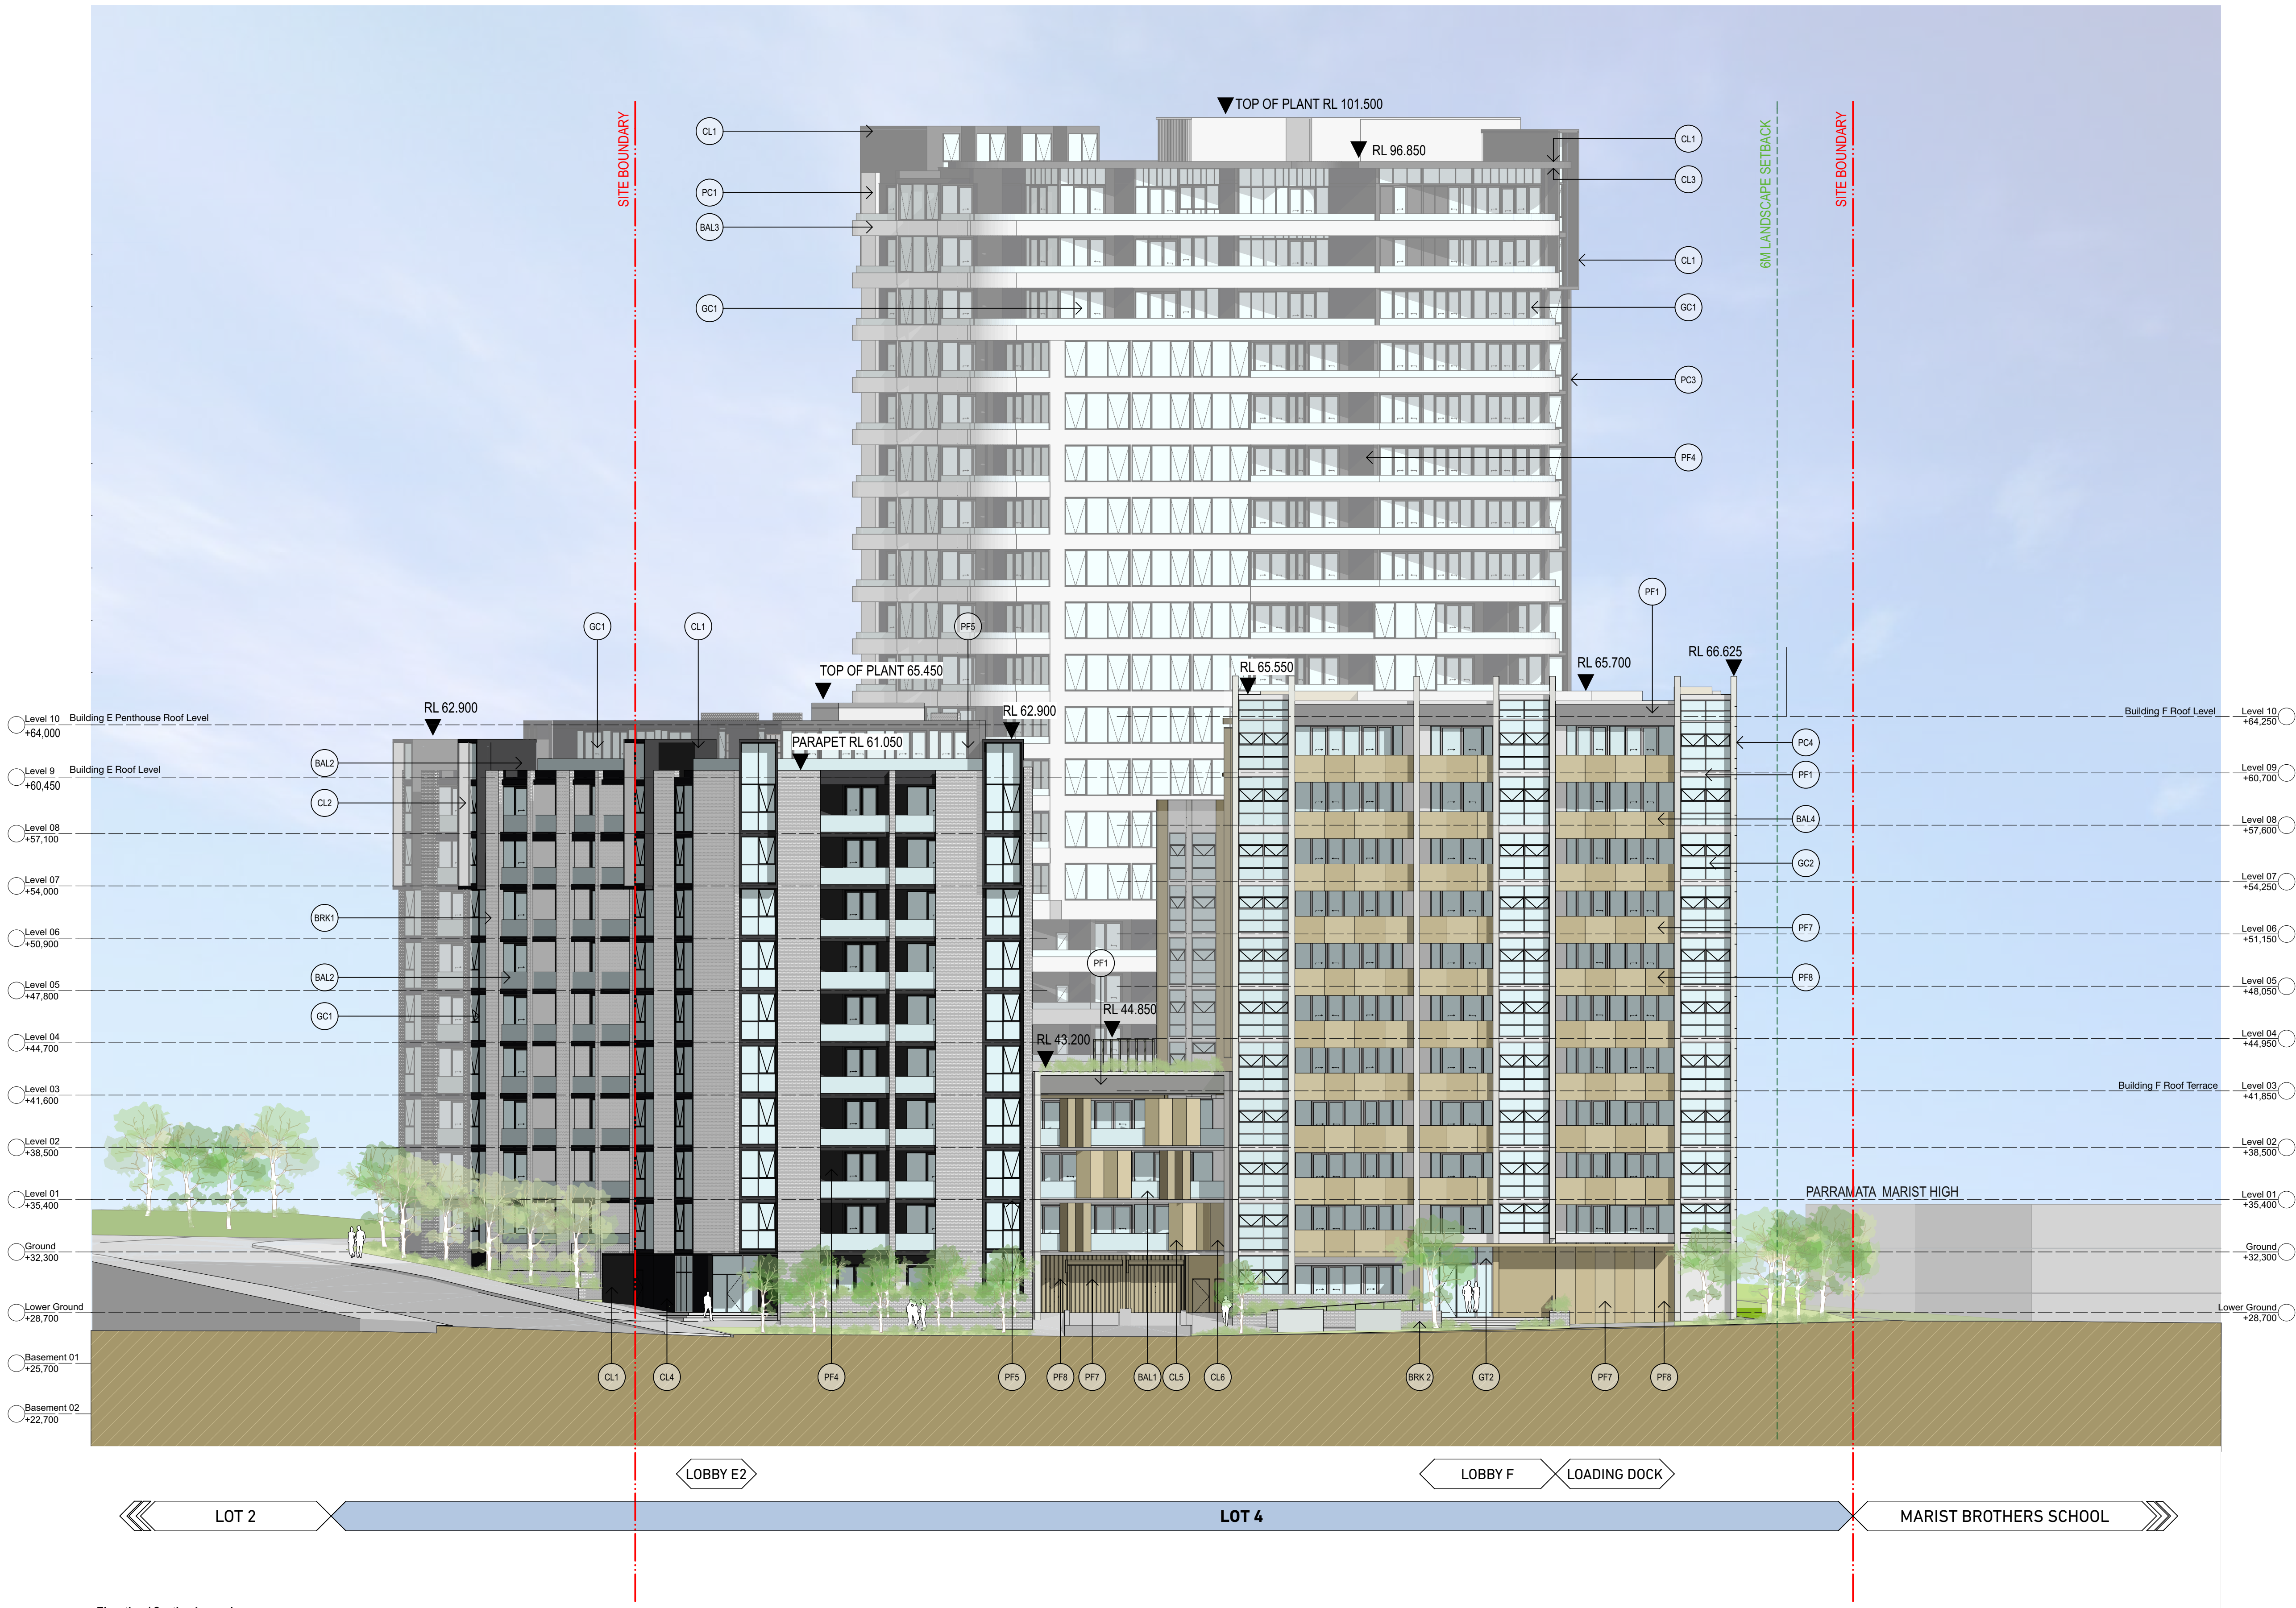 TOP OF PLANT RL 101.500
SITE BOUNDARY
CL1
CL1
RL 96.850
6M LANDSCAPE SETBACK
SITE BOUNDARY
PC1
CL3
BAL3
CL1
GC1
GC1
PC3
PF4
PF1
GC1
CL1
PF5
TOP OF PLANT 65.450
RL 65.550
RL 65.700
RL 66.625
RL 62.900
RL 62.900
Level 10
Building E Penthouse Roof Level
+64,000
Building F Roof Level
Level 10
+64,250
PARAPET RL 61.050
PC4
BAL2
Level 9
Building E Roof Level
+60,450
PF1
Level 09
+60,700
CL2
BAL4
Level 08
+57,100
Level 08
+57,600
GC2
Level 07
+54,000
Level 07
+54,250
BRK1
PF7
Level 06
+50,900
Level 06
+51,150
PF1
BAL2
PF8
Level 05
+47,800
Level 05
+48,050
GC1
RL 44.850
RL 43.200
Level 04
+44,700
Level 04
+44,950
Level 03
+41,600
Building F Roof Terrace
Level 03
+41,850
Level 02
+38,500
Level 02
+38,500
PARRAMATA MARIST HIGH
Level 01
+35,400
Level 01
+35,400
Ground
+32,300
Ground
+32,300
Lower Ground
+28,700
Lower Ground
+28,700
Basement 01
+25,700
CL1
CL4
PF4
PF5
PF8
PF7
BAL1
CL5
CL6
BRK 2
GT2
PF7
PF8
Basement 02
+22,700
LOBBY E2
LOBBY F
LOADING DOCK
LOT 2
LOT 4
MARIST BROTHERS SCHOOL